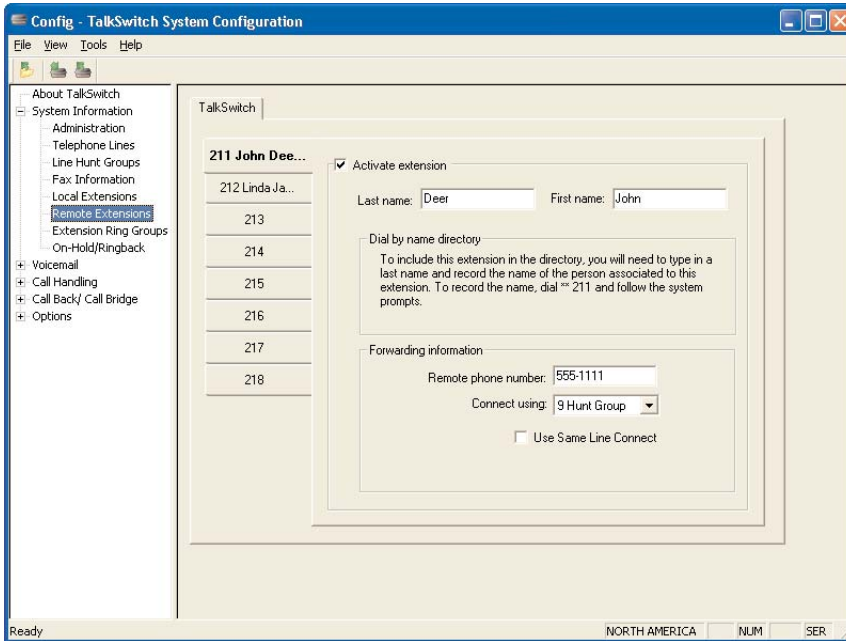 Config - TalkSwitch System Configuration
File View Tools Help
About TalkSwitch
System Information
Administration
Telephone Lines
Line Hunt Groups
Fax Information
Local Extensions
Remote Extensions
Extension Ring Groups
On-Hold/Ringback
Voicemail
Call Handling
Call Back/ Call Bridge
Options
TalkSwitch
211 John Dee...
212 Linda Ja...
213
214
215
216
217
218
Activate extension
Last name: Deer First name: John
Dial by name directory
To include this extension in the directory, you will need to type in a
last name and record the name of the person associated to this
extension. To record the name, dial ** 211 and follow the system
prompts.
Forwarding information
Remote phone number: 555-1111
Connect using: 9 Hunt Group
Use Same Line Connect
Ready NORTH AMERICA NUM SER